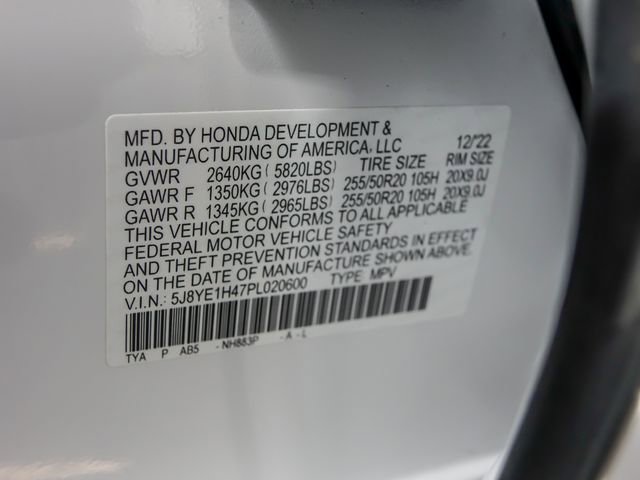 MFD. BY HONDA DEVELOPMENT &
MANUFACTURING OF AMERICA, LLC 12/22
GVWR 2640KG (5820LBS) TIRE SIZE RIM SIZE
GAWR F 1350KG (2976LBS) 255/50R20 105H 20X9.0J
GAWR R 1345KG (2965LBS) 255/50R20 105H 20X9.0J
THIS VEHICLE CONFORMS TO ALL APPLICABLE
FEDERAL MOTOR VEHICLE SAFETY
AND THEFT PREVENTION STANDARDS IN EFFECT
ON THE DATE OF MANUFACTURE SHOWN ABOVE.
V.I.N.: 5J8YE1H47PL020600 TYPE: MPV
TYA P AB5 -NH883P -A-L